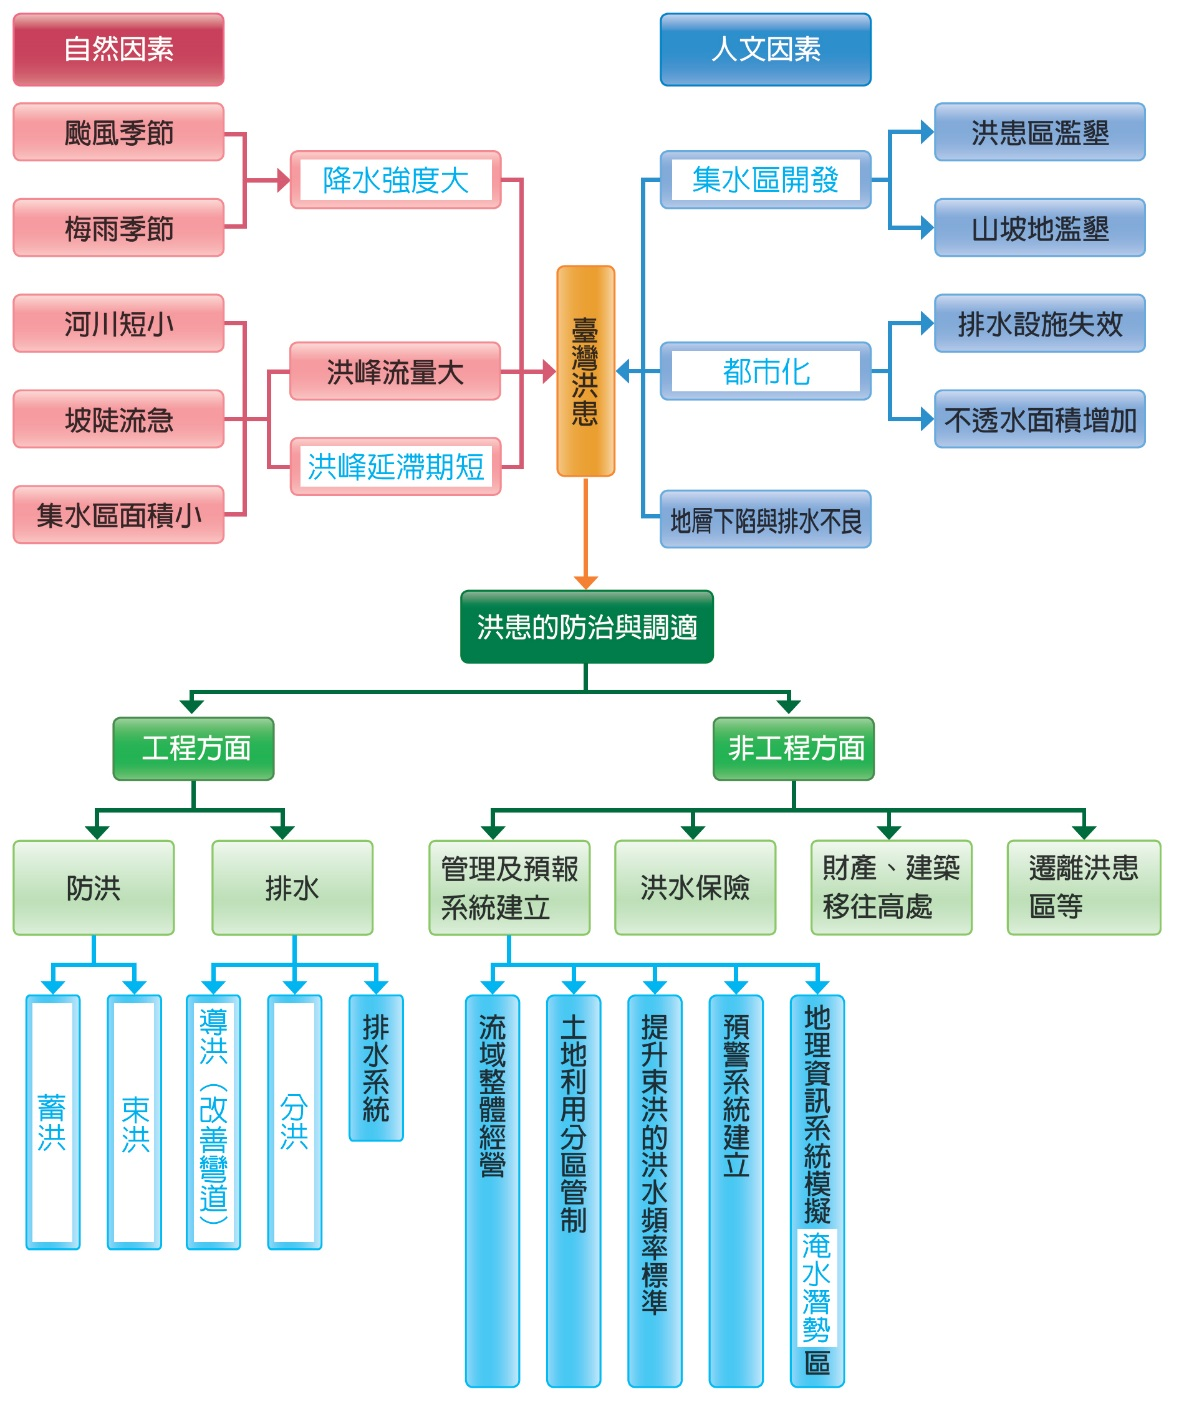 自然因素
人文因素
颱風季節
梅雨季節
降水強度大
河川短小
坡陡流急
集水區面積小
洪峰流量大
洪峰延滯期短
臺灣洪患
集水區開發
洪患區濫墾
山坡地濫墾
都市化
排水設施失效
不透水面積增加
地層下陷與排水不良
洪患的防治與調適
工程方面
非工程方面
防洪
排水
管理及預報
系統建立
洪水保險
財產、建築
移往高處
遷離洪患
區等
蓄洪
束洪
導洪（改善彎道）
分洪
排水系統
流域整體經營
土地利用分區管制
提升束洪的洪水頻率標準
預警系統建立
地理資訊系統模擬淹水潛勢區